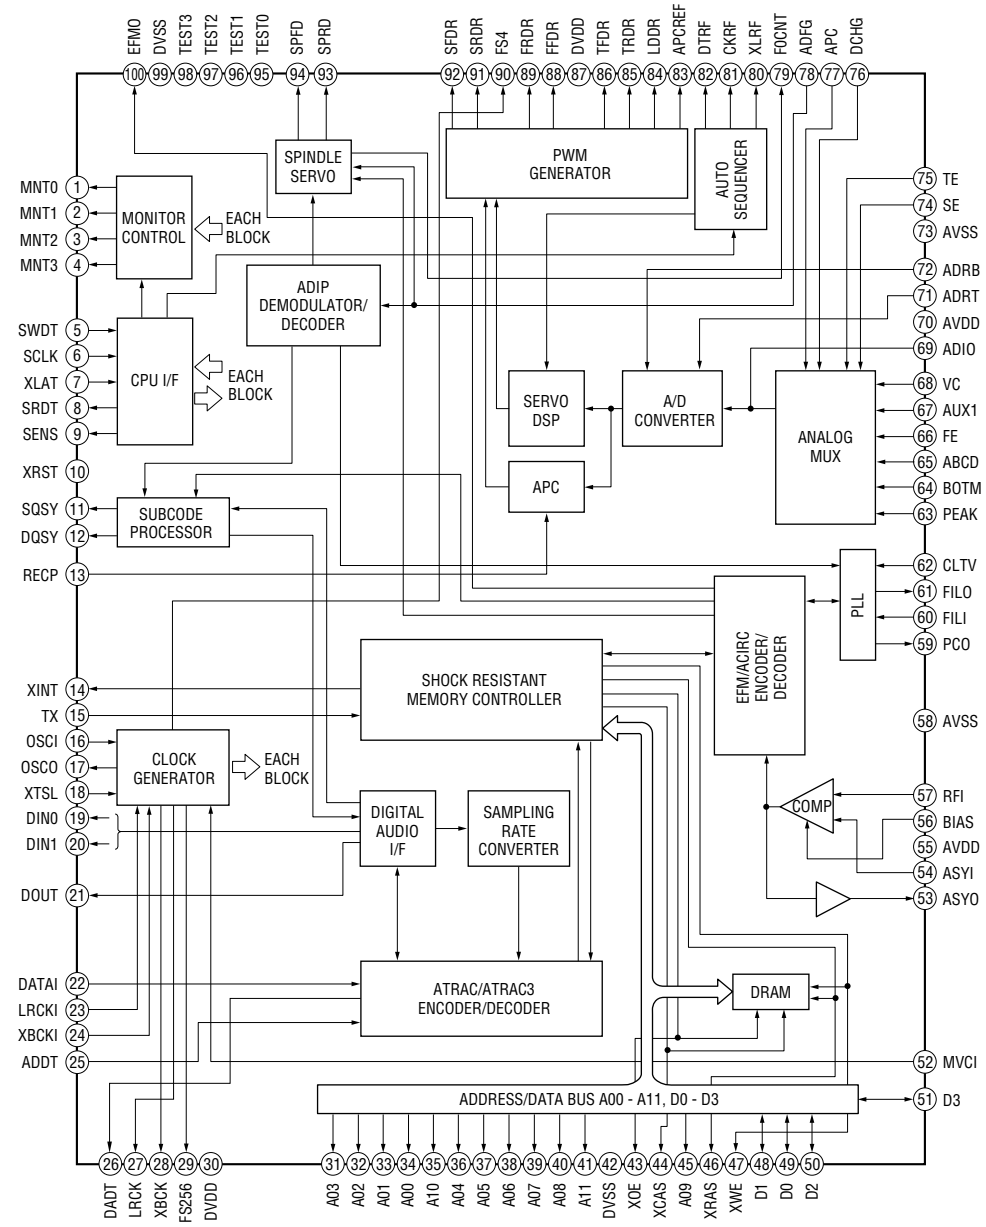 EFMO DVSS TEST3 TEST2 TEST1 TEST0 SPFD SPRD SFDR SRDR FS4 FRDR FFDR DVDD TFDR TRDR LDDR APCREF DTRF CKRF XLRF F0CNT ADFG APC DCHG
100 99 98 97 96 95 94 93 92 91 90 89 88 87 86 85 84 83 82 81 80 79 78 77 76
MNT0 1
MNT1 2
MNT2 3
MNT3 4
SWDT 5
SCLK 6
XLAT 7
SRDT 8
SENS 9
XRST 10
SQSY 11
DQSY 12
RECP 13
XINT 14
TX 15
OSCI 16
OSCO 17
XTSL 18
DIN0 19
DIN1 20
DOUT 21
DATAI 22
LRCKI 23
XBCKI 24
ADDT 25
MONITOR
CONTROL
EACH
BLOCK
CPU I/F
EACH
BLOCK
SPINDLE
SERVO
ADIP
DEMODULATOR/
DECODER
SUBCODE
PROCESSOR
PWM
GENERATOR
AUTO
SEQUENCER
SERVO
DSP
A/D
CONVERTER
ANALOG
MUX
APC
PLL
EFM/ACIRC
ENCODER/
DECODER
SHOCK RESISTANT
MEMORY CONTROLLER
CLOCK
GENERATOR
EACH
BLOCK
DIGITAL
AUDIO
I/F
SAMPLING
RATE
CONVERTER
COMP
ATRAC/ATRAC3
ENCODER/DECODER
DRAM
ADDRESS/DATA BUS A00 - A11, D0 - D3
75 TE
74 SE
73 AVSS
72 ADRB
71 ADRT
70 AVDD
69 ADIO
68 VC
67 AUX1
66 FE
65 ABCD
64 BOTM
63 PEAK
62 CLTV
61 FILO
60 FILI
59 PCO
58 AVSS
57 RFI
56 BIAS
55 AVDD
54 ASYI
53 ASYO
52 MVCI
51 D3
26 27 28 29 30 31 32 33 34 35 36 37 38 39 40 41 42 43 44 45 46 47 48 49 50
DADT LRCK XBCK FS256 DVDD A03 A02 A01 A00 A10 A04 A05 A06 A07 A08 A11 DVSS XOE XCAS A09 XRAS XWE D1 D0 D2